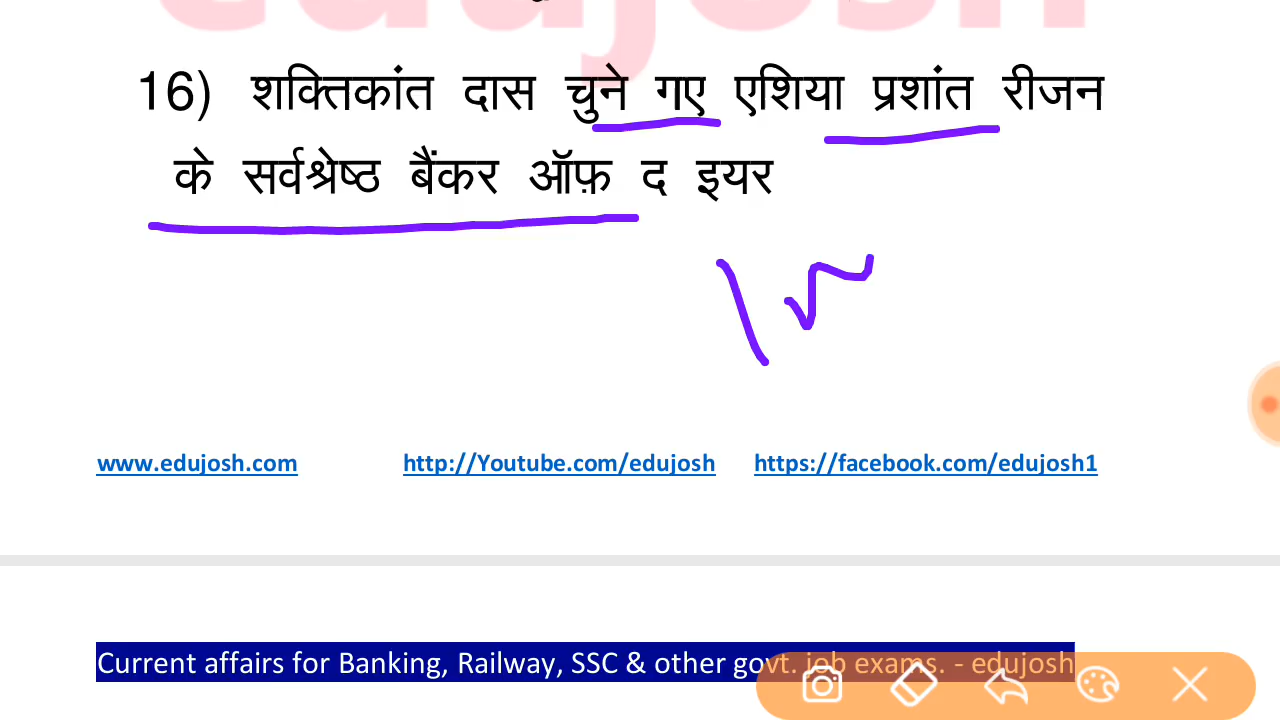 edujosh
16) शक्तिकांत दास चुने गए एशिया प्रशांत रीजन
के सर्वश्रेष्ठ बैंकर ऑफ़ द इयर
www.edujosh.com http://Youtube.com/edujosh https://facebook.com/edujosh1
Current affairs for Banking, Railway, SSC & other govt. job exams. - edujosh